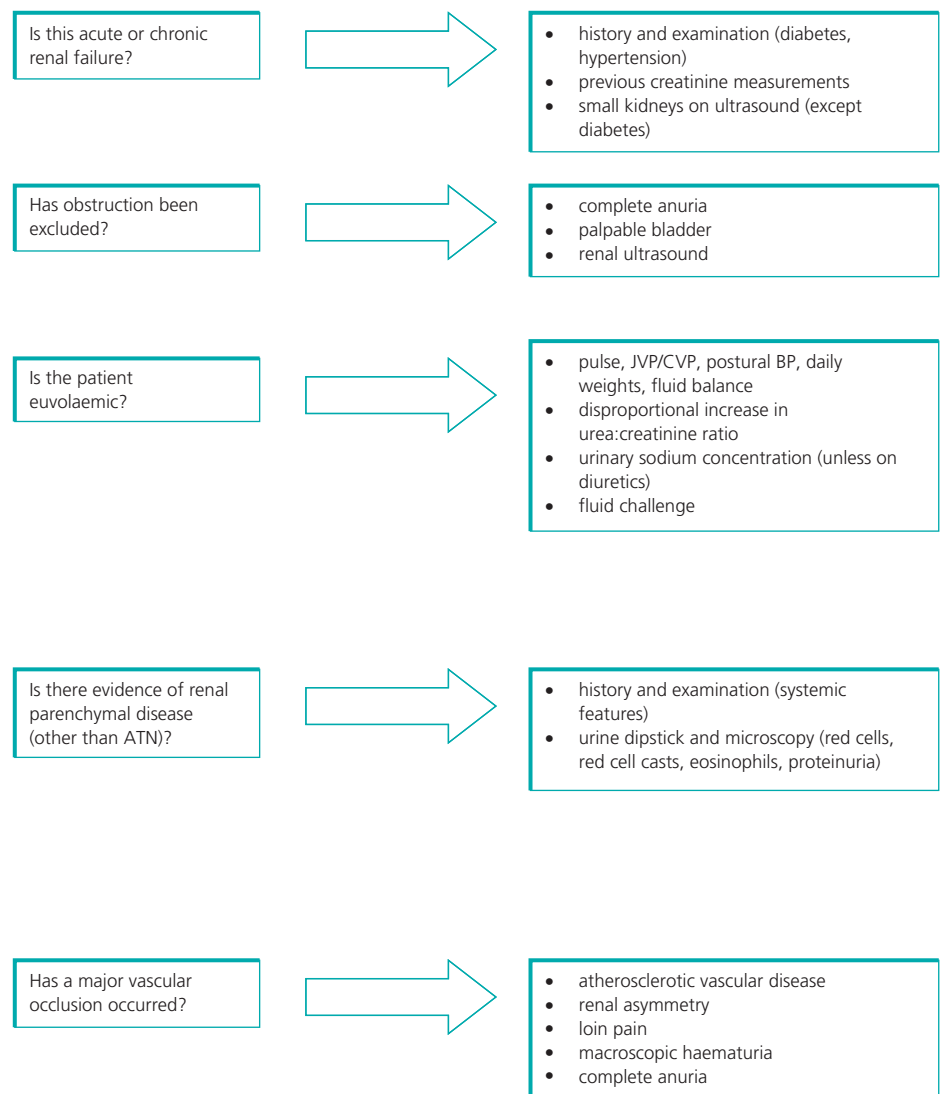 Is this acute or chronic
renal failure?
• history and examination (diabetes,
hypertension)
• previous creatinine measurements
• small kidneys on ultrasound (except
diabetes)
Has obstruction been
excluded?
• complete anuria
• palpable bladder
• renal ultrasound
Is the patient
euvolaemic?
• pulse, JVP/CVP, postural BP, daily
weights, fluid balance
• disproportional increase in
urea:creatinine ratio
• urinary sodium concentration (unless on
diuretics)
• fluid challenge
Is there evidence of renal
parenchymal disease
(other than ATN)?
• history and examination (systemic
features)
• urine dipstick and microscopy (red cells,
red cell casts, eosinophils, proteinuria)
Has a major vascular
occlusion occurred?
• atherosclerotic vascular disease
• renal asymmetry
• loin pain
• macroscopic haematuria
• complete anuria